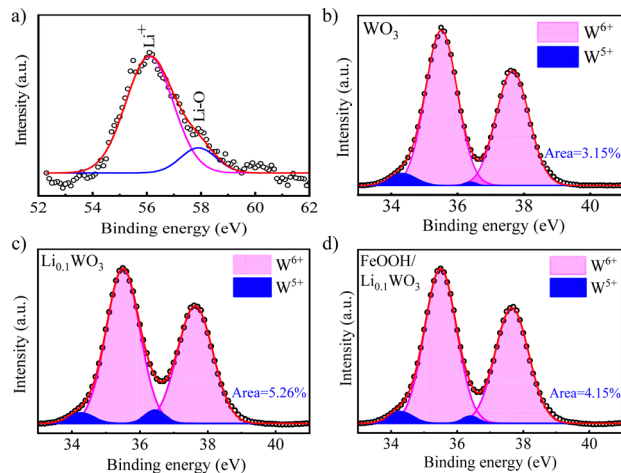 a)
Li+
Li-O
Intensity (a.u.)
52 54 56 58 60 62
Binding energy (eV)
b)
WO3
W6+
W5+
Area=3.15%
Intensity (a.u.)
34 36 38 40
Binding energy (eV)
c)
Li0.1WO3
W6+
W5+
Area=5.26%
Intensity (a.u.)
34 36 38 40
Binding energy (eV)
d)
FeOOH/
Li0.1WO3
W6+
W5+
Area=4.15%
Intensity (a.u.)
34 36 38 40
Binding energy (eV)